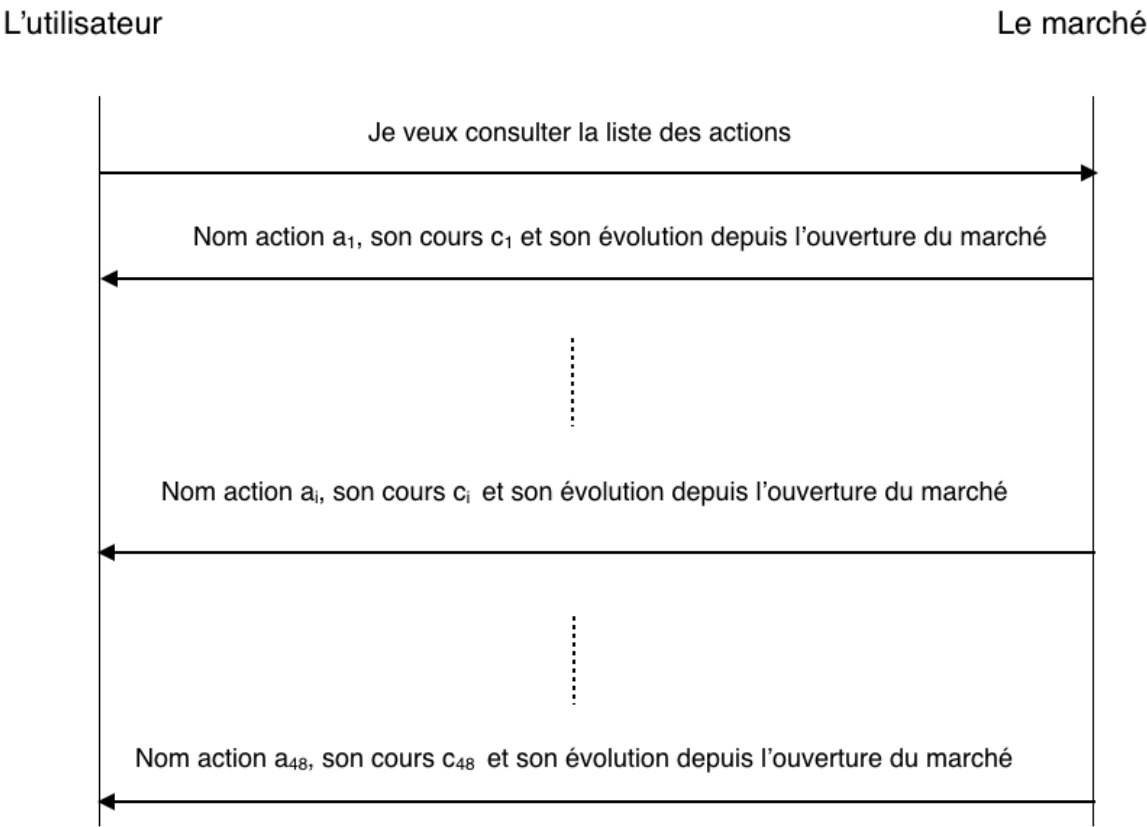 L'utilisateur
Le marché
Je veux consulter la liste des actions
Nom action a₁, son cours c₁ et son évolution depuis l'ouverture du marché
Nom action aᵢ, son cours cᵢ et son évolution depuis l'ouverture du marché
Nom action a₄₈, son cours c₄₈ et son évolution depuis l'ouverture du marché